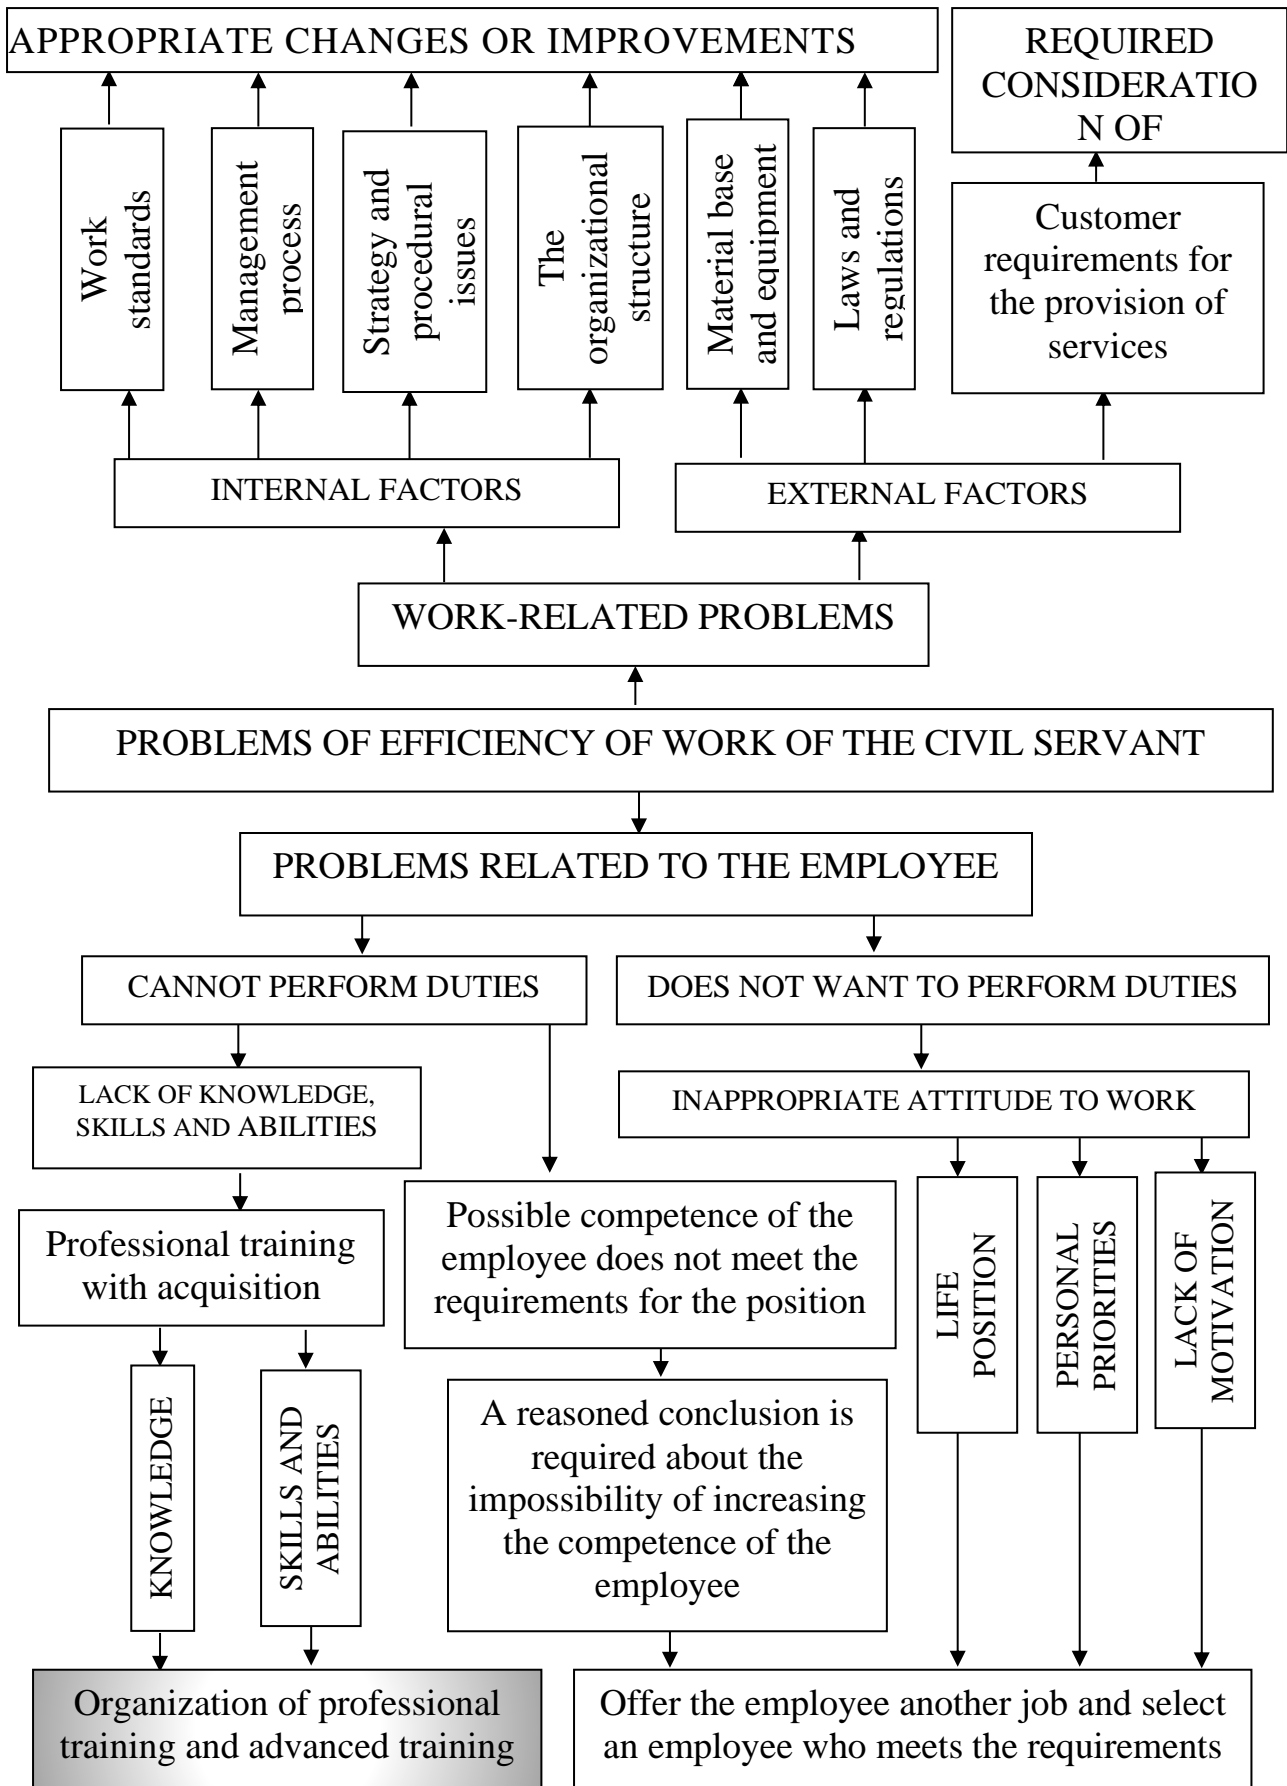 APPROPRIATE CHANGES OR IMPROVEMENTS
REQUIRED
CONSIDERATIO
N OF
Work
standards
Management
process
Strategy and
procedural
issues
The
organizational
structure
Material base
and equipment
Laws and
regulations
Customer
requirements for
the provision of
services
INTERNAL FACTORS
EXTERNAL FACTORS
WORK-RELATED PROBLEMS
PROBLEMS OF EFFICIENCY OF WORK OF THE CIVIL SERVANT
PROBLEMS RELATED TO THE EMPLOYEE
CANNOT PERFORM DUTIES
DOES NOT WANT TO PERFORM DUTIES
LACK OF KNOWLEDGE,
SKILLS AND ABILITIES
INAPPROPRIATE ATTITUDE TO WORK
Professional training
with acquisition
Possible competence of the
employee does not meet the
requirements for the position
LIFE
POSITION
PERSONAL
PRIORITIES
LACK OF
MOTIVATION
KNOWLEDGE
SKILLS AND
ABILITIES
A reasoned conclusion is
required about the
impossibility of increasing
the competence of the
employee
Organization of professional
training and advanced training
Offer the employee another job and select
an employee who meets the requirements